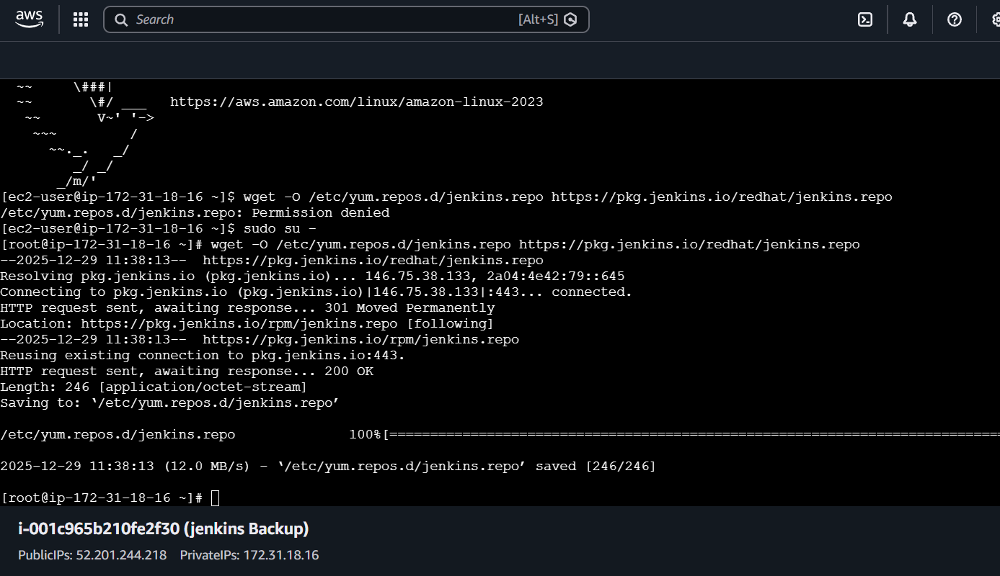 aws
Search [Alt+S]
~~ \###|
~~ \#/ ___ https://aws.amazon.com/linux/amazon-linux-2023
~~ V~' '->
~~~ /
~~._. _/
_/ _/
_/m/'
[ec2-user@ip-172-31-18-16 ~]$ wget -O /etc/yum.repos.d/jenkins.repo https://pkg.jenkins.io/redhat/jenkins.repo
/etc/yum.repos.d/jenkins.repo: Permission denied
[ec2-user@ip-172-31-18-16 ~]$ sudo su -
[root@ip-172-31-18-16 ~]# wget -O /etc/yum.repos.d/jenkins.repo https://pkg.jenkins.io/redhat/jenkins.repo
--2025-12-29 11:38:13-- https://pkg.jenkins.io/redhat/jenkins.repo
Resolving pkg.jenkins.io (pkg.jenkins.io)... 146.75.38.133, 2a04:4e42:79::645
Connecting to pkg.jenkins.io (pkg.jenkins.io)|146.75.38.133|:443... connected.
HTTP request sent, awaiting response... 301 Moved Permanently
Location: https://pkg.jenkins.io/rpm/jenkins.repo [following]
--2025-12-29 11:38:13-- https://pkg.jenkins.io/rpm/jenkins.repo
Reusing existing connection to pkg.jenkins.io:443.
HTTP request sent, awaiting response... 200 OK
Length: 246 [application/octet-stream]
Saving to: ‘/etc/yum.repos.d/jenkins.repo’
/etc/yum.repos.d/jenkins.repo 100%[===========================================================================
2025-12-29 11:38:13 (12.0 MB/s) - ‘/etc/yum.repos.d/jenkins.repo’ saved [246/246]
[root@ip-172-31-18-16 ~]#
i-001c965b210fe2f30 (jenkins Backup)
PublicIPs: 52.201.244.218 PrivateIPs: 172.31.18.16